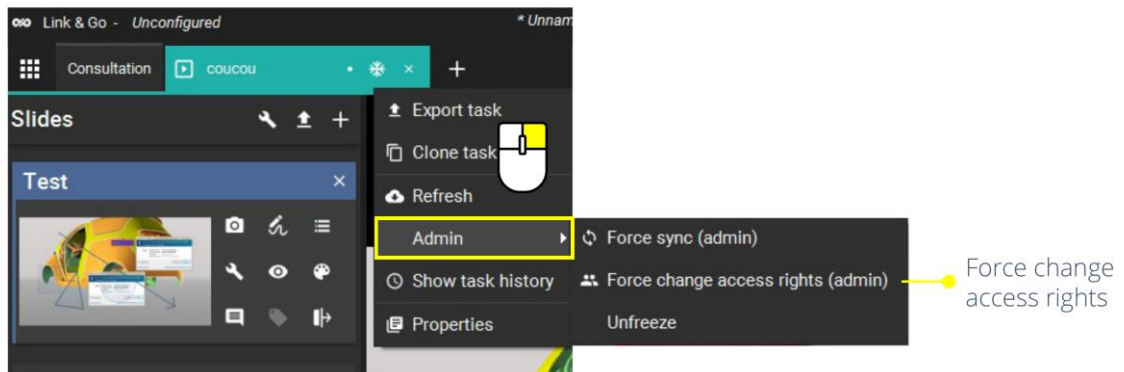 Link & Go - Unconfigured
* Unnam
Consultation
coucou
Slides
Export task
Clone task
Test
Refresh
Admin
Force sync (admin)
Show task history
Force change access rights (admin)
Force change
access rights
Properties
Unfreeze